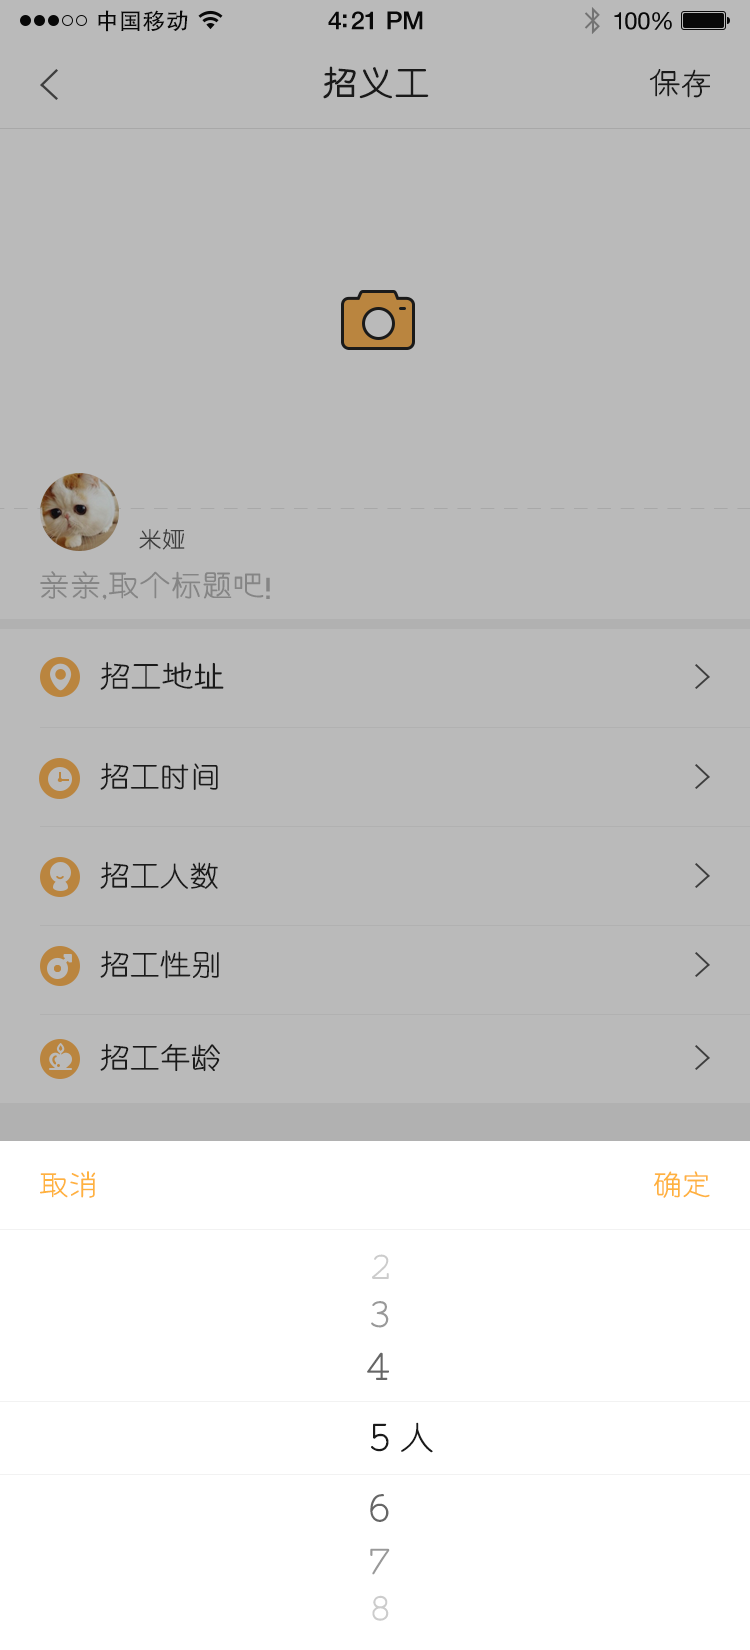 中国移动 4:21 PM 100%
招义工 保存
米娅
亲亲,取个标题吧!
招工地址
招工时间
招工人数
招工性别
招工年龄
取消 确定
2
3
4
5 人
6
7
8